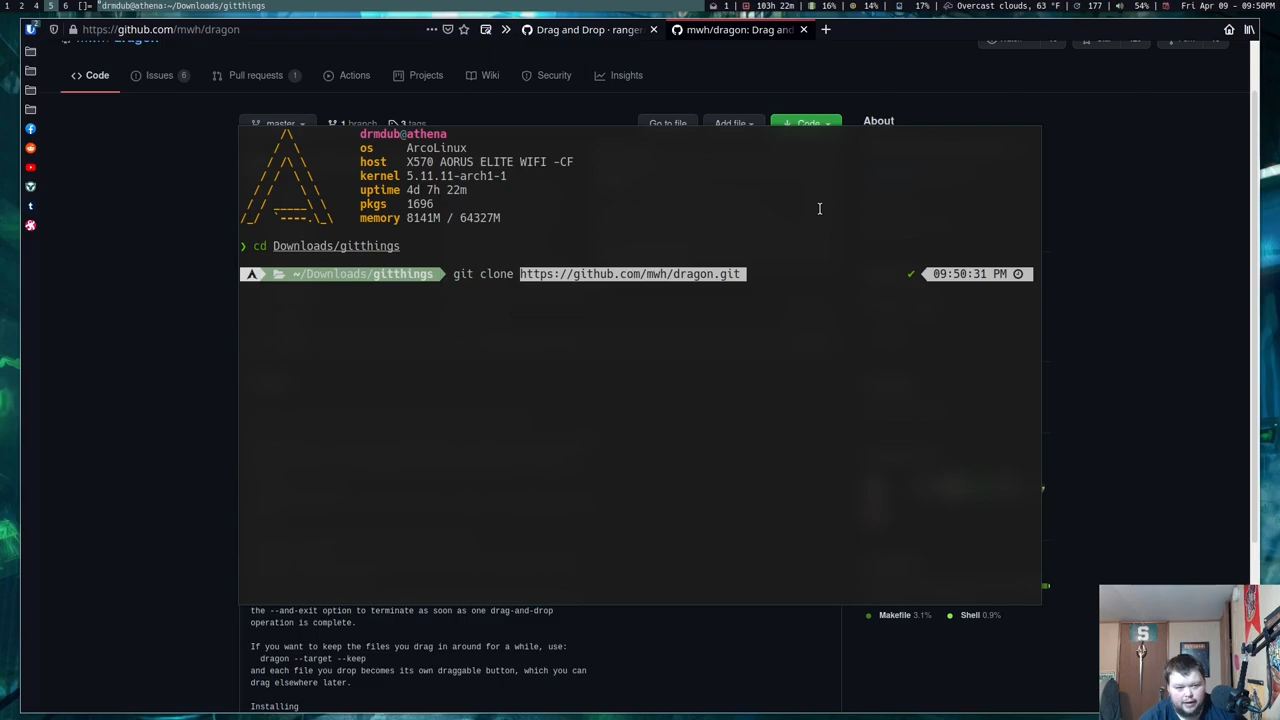 1 2 4 5 6 []= drmdub@athena:~/Downloads/gitthings
1 103h 22m 16% 14% 17% Overcast clouds, 63 °F 177 54% Fri Apr 08 - 09:50PM
https://github.com/mwh/dragon
Drag and Drop · ranger
mwh/dragon: Drag and
Code Issues 6 Pull requests 1 Actions Projects Wiki Security Insights
master 1 branch 3 tags Go to file Add file Code About
drmdub@athena
os ArcoLinux
host X570 AORUS ELITE WIFI -CF
kernel 5.11.11-arch1-1
uptime 4d 7h 22m
pkgs 1696
memory 8141M / 64327M
❯ cd Downloads/gitthings
~/Downloads/gitthings git clone https://github.com/mwh/dragon.git ✔ 09:50:31 PM
the --and-exit option to terminate as soon as one drag-and-drop
operation is complete.
Makefile 3.1% Shell 0.9%
If you want to keep the files you drag in around for a while, use:
dragon --target --keep
and each file you drop becomes its own draggable button, which you can
drag elsewhere later.
Installing
S